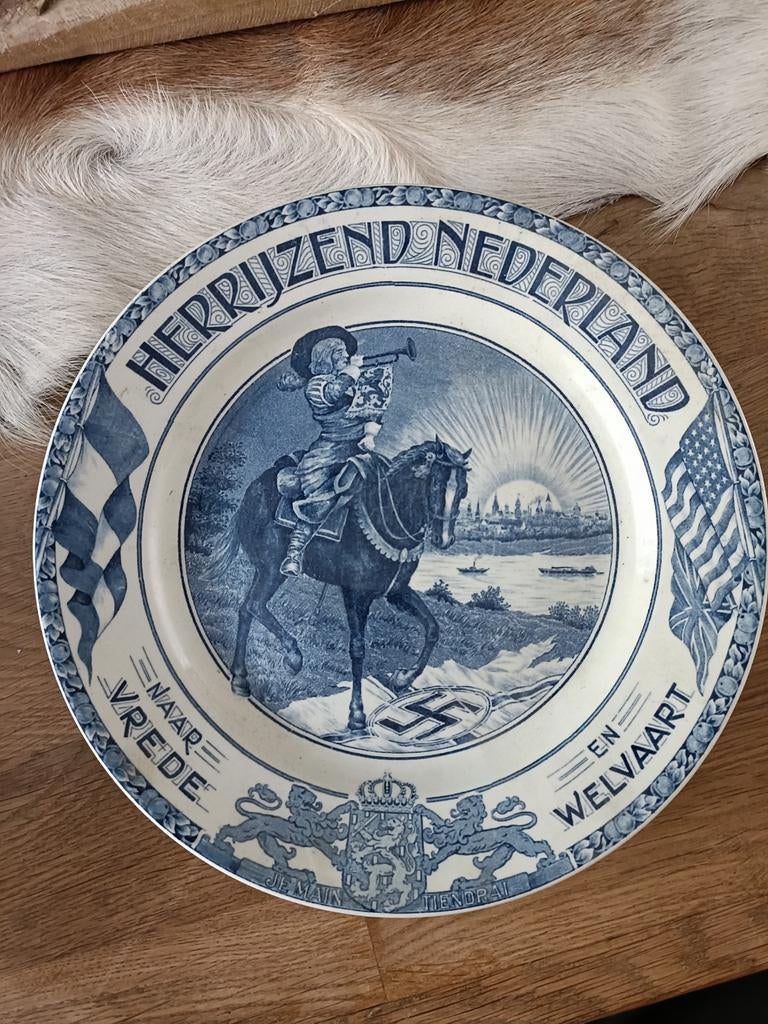 HERRIJZEND NEDERLAND
NAAR
VREDE
EN
WELVAART
JE MAIN TIENDRAI